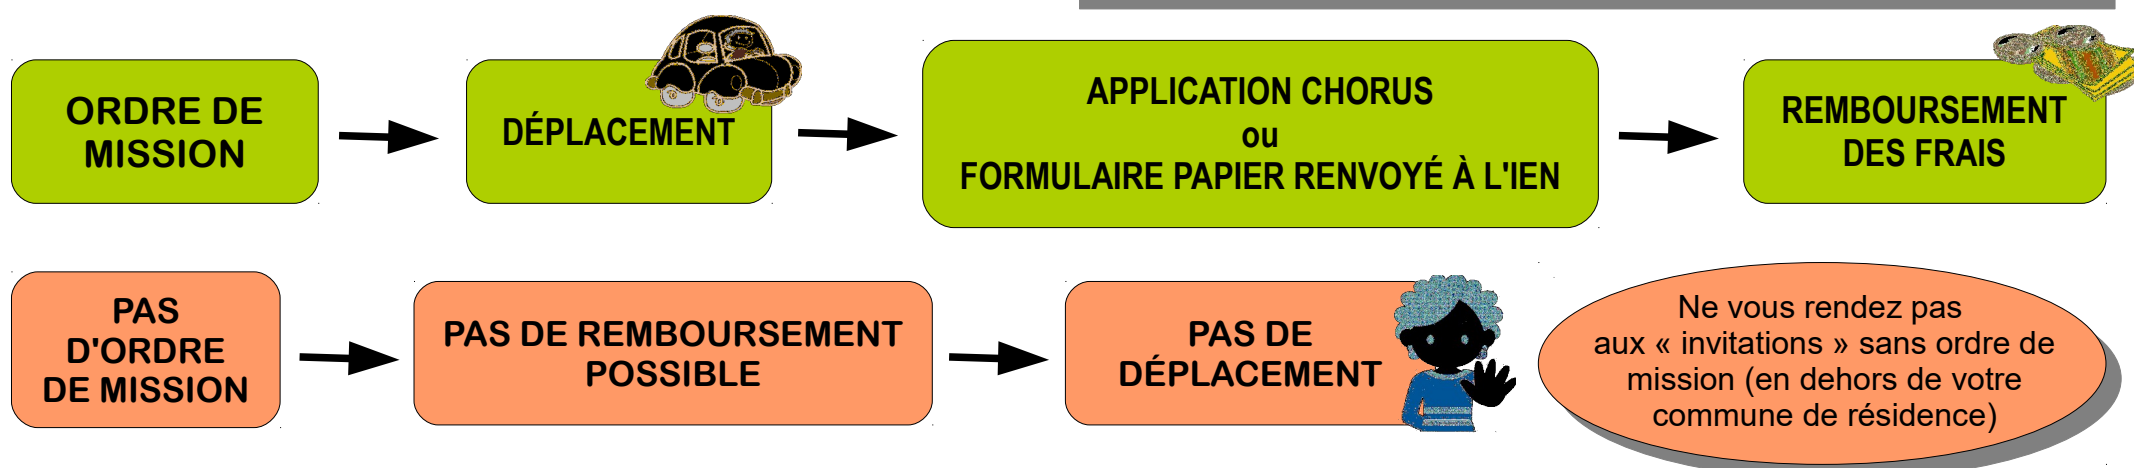 ORDRE DE
MISSION
DÉPLACEMENT
APPLICATION CHORUS
ou
FORMULAIRE PAPIER RENVOYÉ À L'IEN
REMBOURSEMENT
DES FRAIS
PAS
D'ORDRE
DE MISSION
PAS DE REMBOURSEMENT
POSSIBLE
PAS DE
DÉPLACEMENT
Ne vous rendez pas
aux « invitations » sans ordre de
mission (en dehors de votre
commune de résidence)